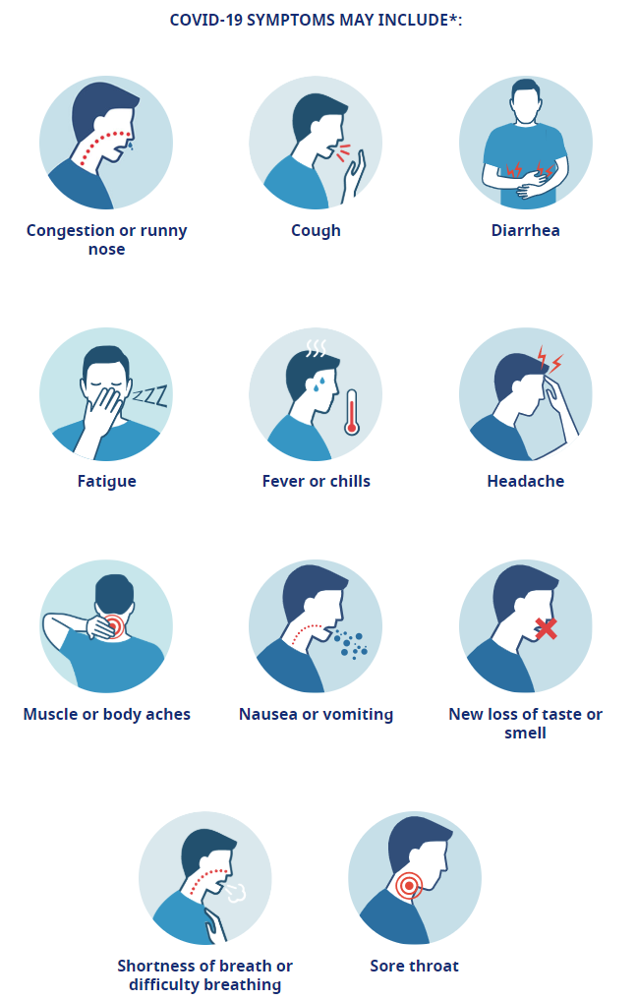 COVID-19 SYMPTOMS MAY INCLUDE*:
Congestion or runny
nose
Cough
Diarrhea
zZZZ
Fatigue
Fever or chills
Headache
Muscle or body aches
Nausea or vomiting
New loss of taste or
smell
Shortness of breath or
difficulty breathing
Sore throat